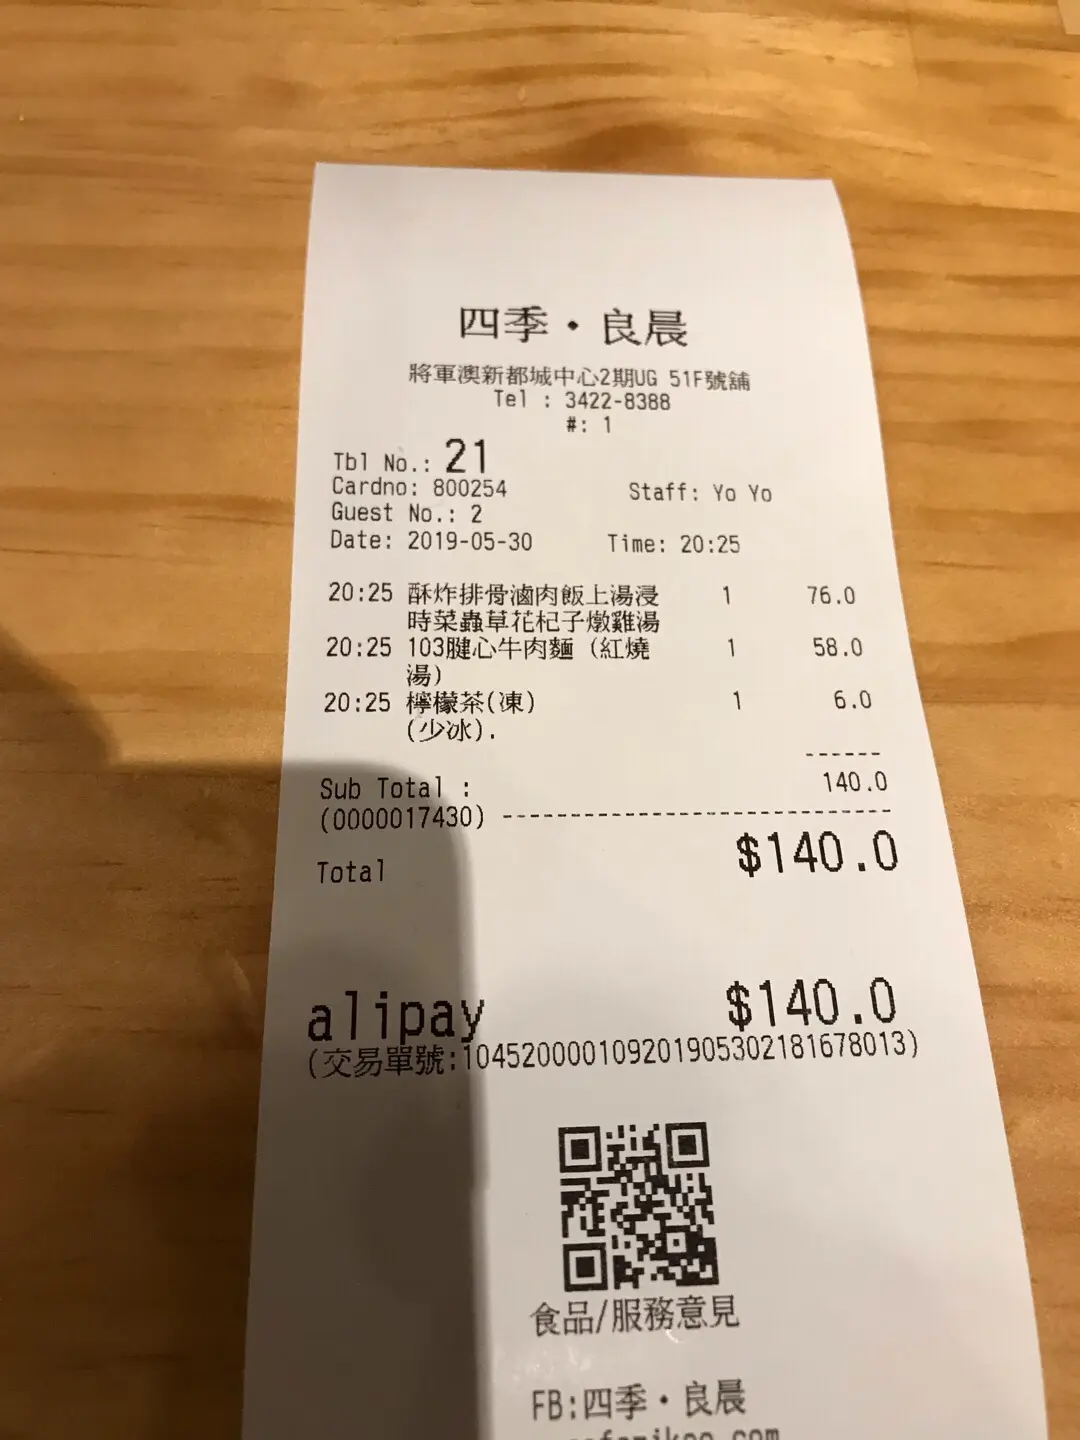 四季・良晨
將軍澳新都城中心2期UG 51F號舖
Tel : 3422-8388
#: 1
Tbl No.: 21
Cardno: 800254 Staff: Yo Yo
Guest No.: 2
Date: 2019-05-30 Time: 20:25
20:25 酥炸排骨滷肉飯上湯浸 1 76.0
時菜蟲草花杞子燉雞湯
20:25 103腱心牛肉麵 (紅燒 1 58.0
湯)
20:25 檸檬茶(凍) 1 6.0
(少冰).
------
Sub Total : 140.0
(0000017430) ----------------------------
Total $140.0
alipay $140.0
(交易單號:104520000109201905302181678013)
食品/服務意見
FB:四季・良晨